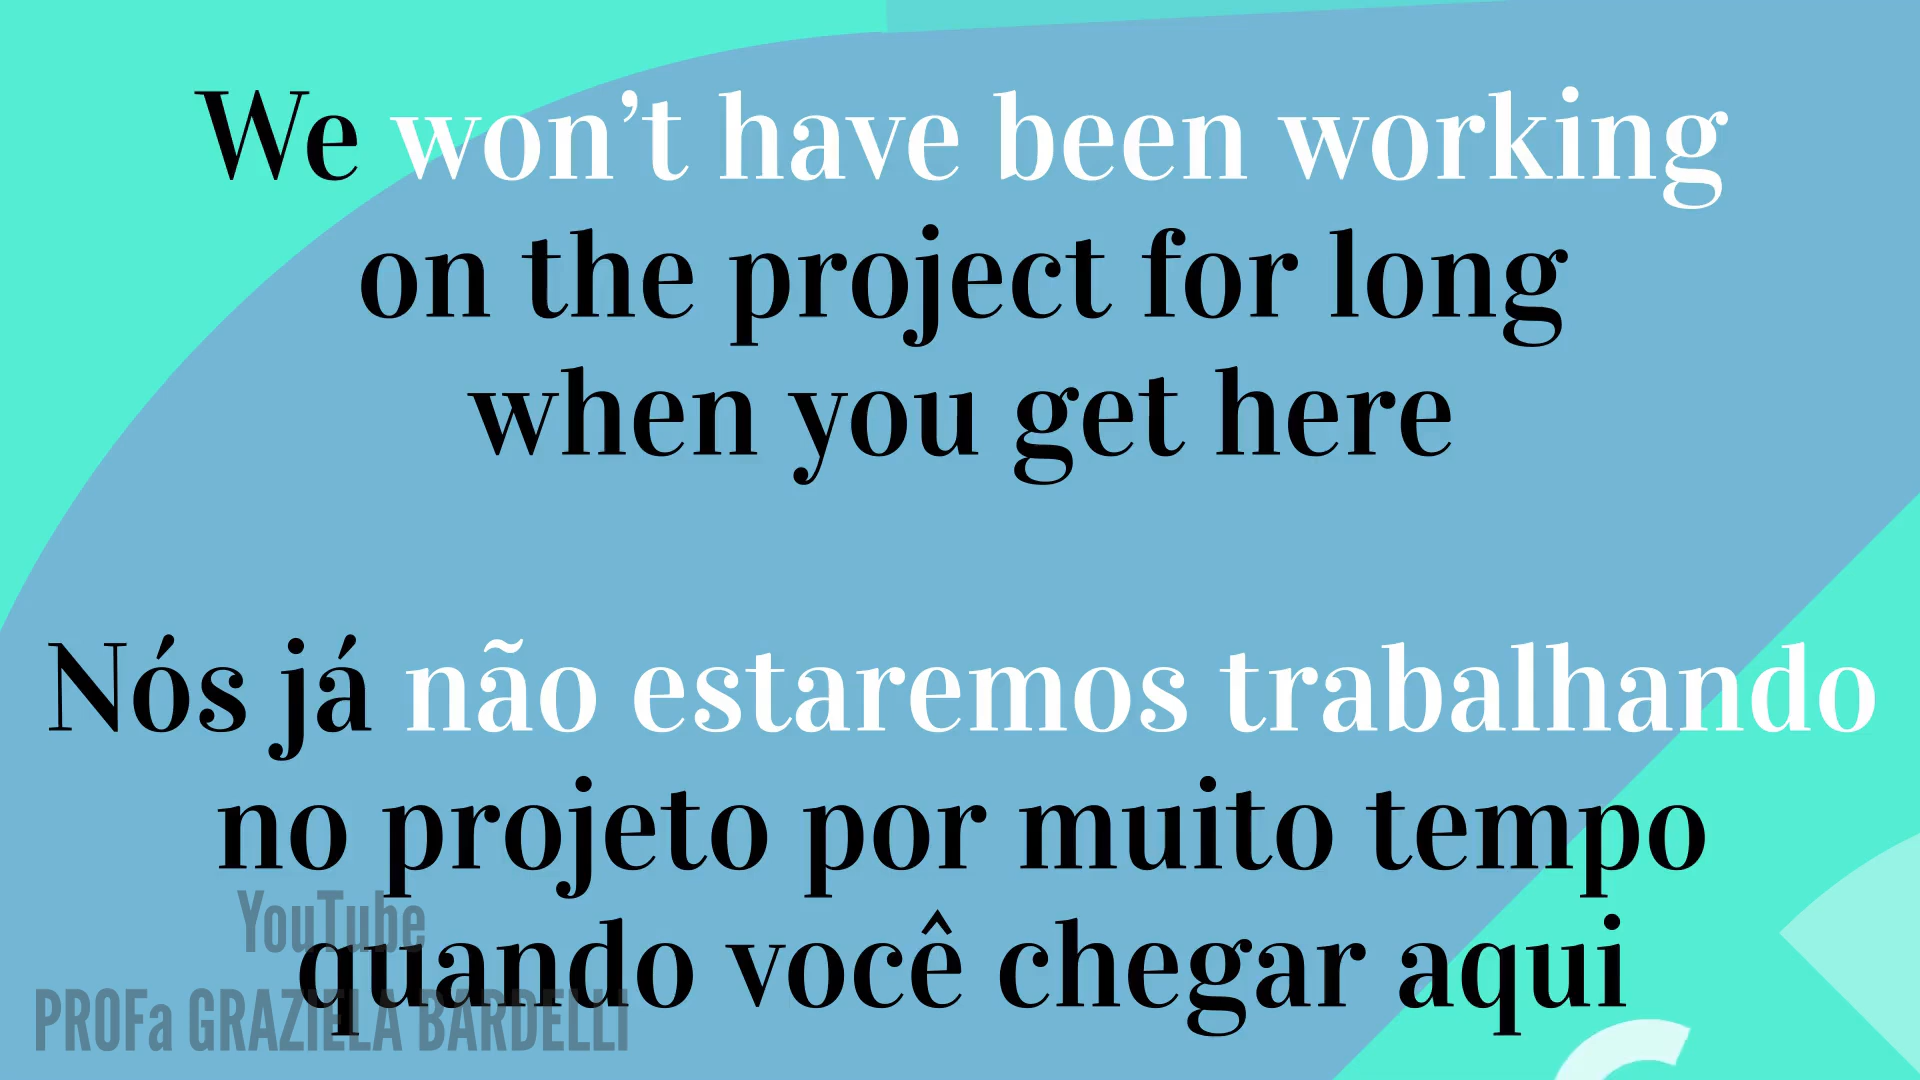 We won’t have been working
on the project for long
when you get here
Nós já não estaremos trabalhando
no projeto por muito tempo
quando você chegar aqui
YouTube
PROFa GRAZIELA BARDELLI